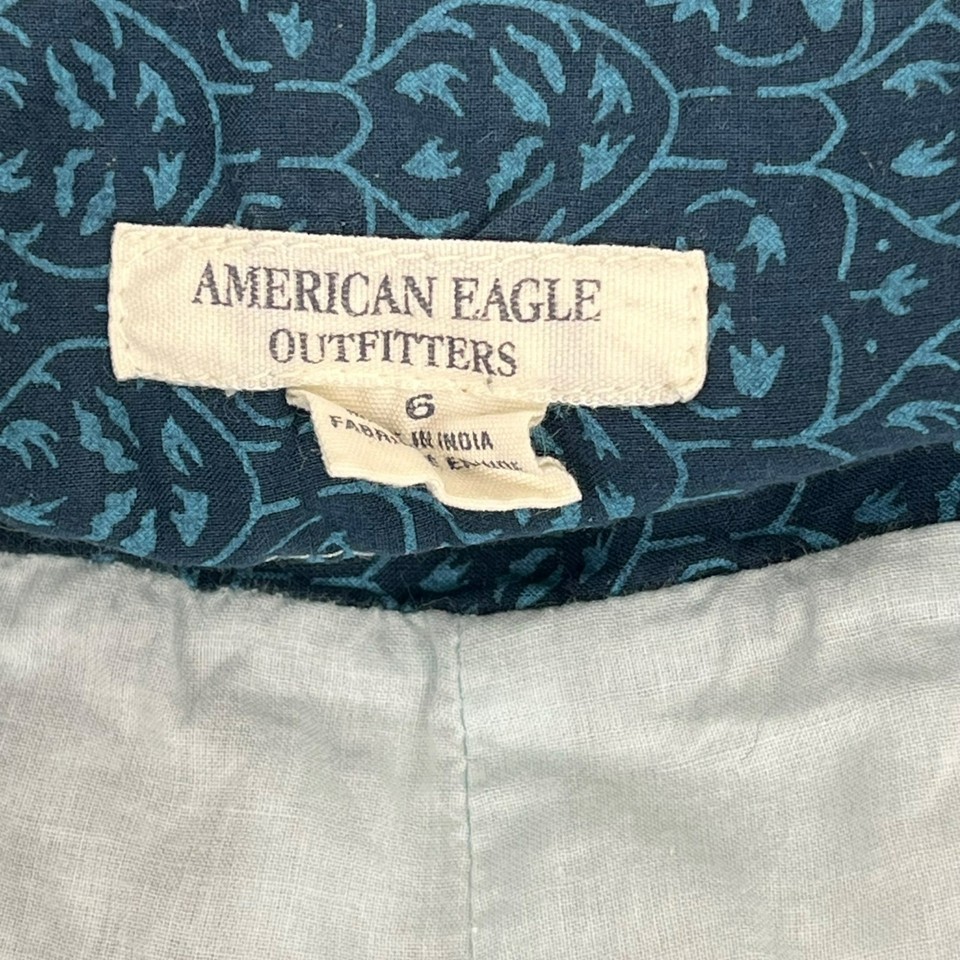 AMERICAN EAGLE
OUTFITTERS
6
FABRIC IN INDIA